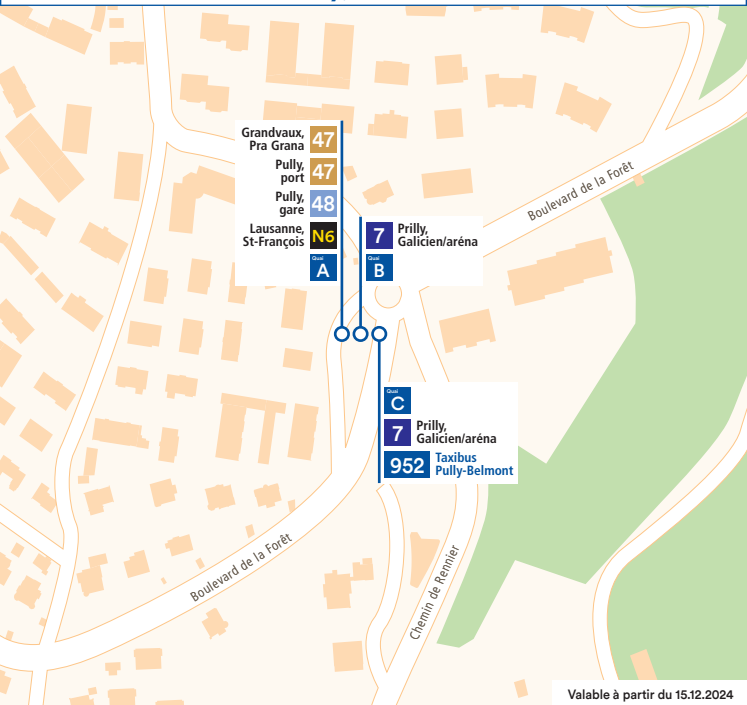 Grandvaux,
Pra Grana 47
Pully,
port 47
Pully,
gare 48
Lausanne,
St-François N6
Quai
A
7 Prilly,
Galicien/aréna
Quai
B
Quai
C
7 Prilly,
Galicien/aréna
952 Taxibus
Pully-Belmont
Boulevard de la Forêt
Boulevard de la Forêt
Chemin de Rennier
Valable à partir du 15.12.2024